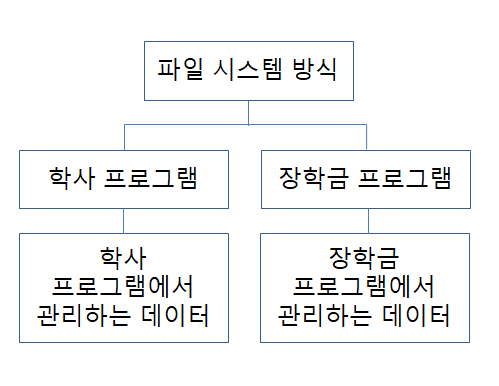 파일 시스템 방식
학사 프로그램
장학금 프로그램
학사
프로그램에서
관리하는 데이터
장학금
프로그램에서
관리하는 데이터